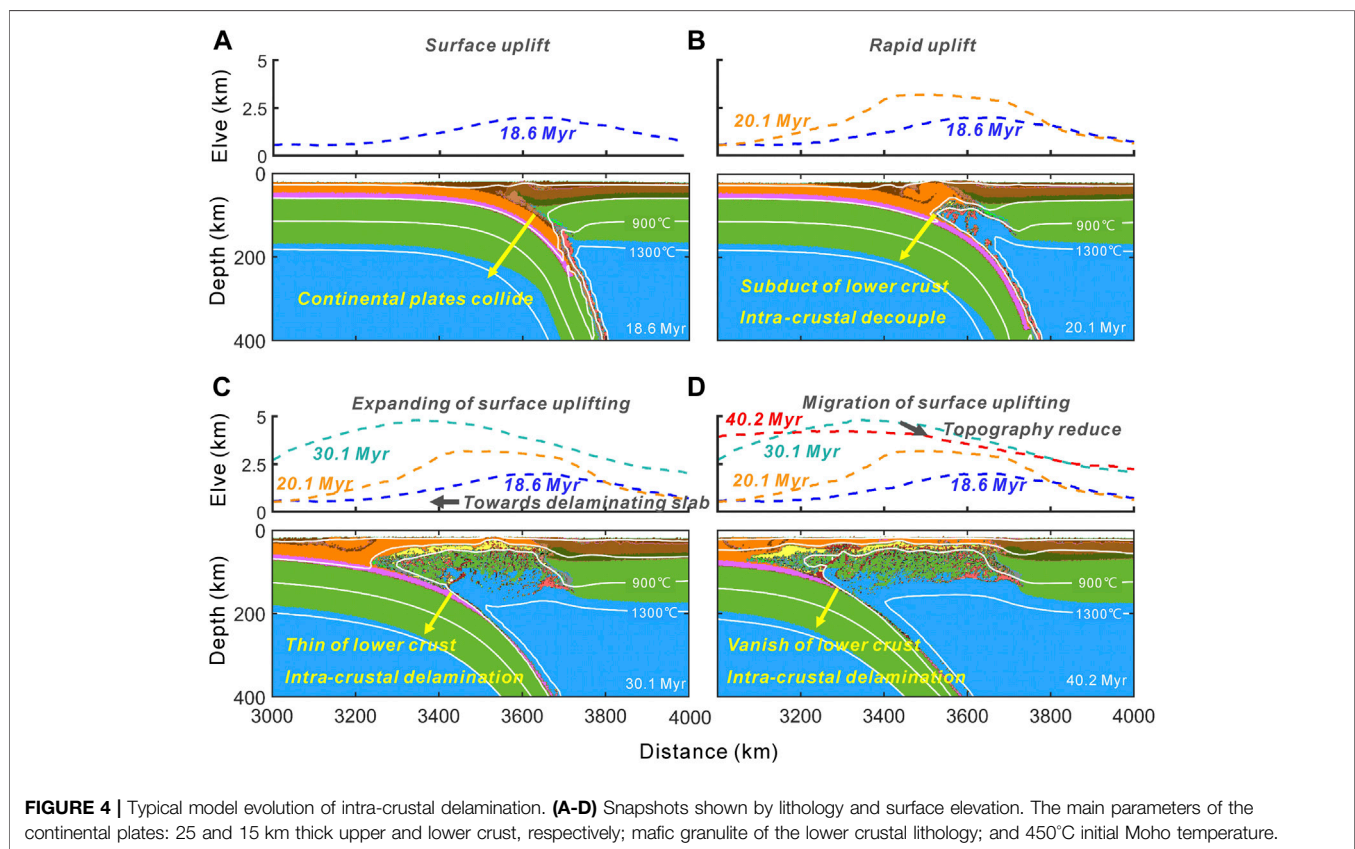 A
Surface uplift
B
Rapid uplift
5
2.5
0
Elve (km)
18.6 Myr
20.1 Myr
18.6 Myr
0
200
400
Depth (km)
900℃
1300℃
Continental plates collide
18.6 Myr
900℃
1300℃
Subduct of lower crust
Intra-crustal decouple
20.1 Myr
C
Expanding of surface uplifting
D
Migration of surface uplifting
5
2.5
0
Elve (km)
30.1 Myr
20.1 Myr
18.6 Myr
Towards delaminating slab
40.2 Myr
Topography reduce
30.1 Myr
20.1 Myr
18.6 Myr
0
200
400
Depth (km)
900℃
1300℃
Thin of lower crust
Intra-crustal delamination
30.1 Myr
900℃
1300℃
Vanish of lower crust
Intra-crustal delamination
40.2 Myr
3000 3200 3400 3600 3800 4000 3200 3400 3600 3800 4000
Distance (km)
FIGURE 4 | Typical model evolution of intra-crustal delamination. (A-D) Snapshots shown by lithology and surface elevation. The main parameters of the
continental plates: 25 and 15 km thick upper and lower crust, respectively; mafic granulite of the lower crustal lithology; and 450°C initial Moho temperature.